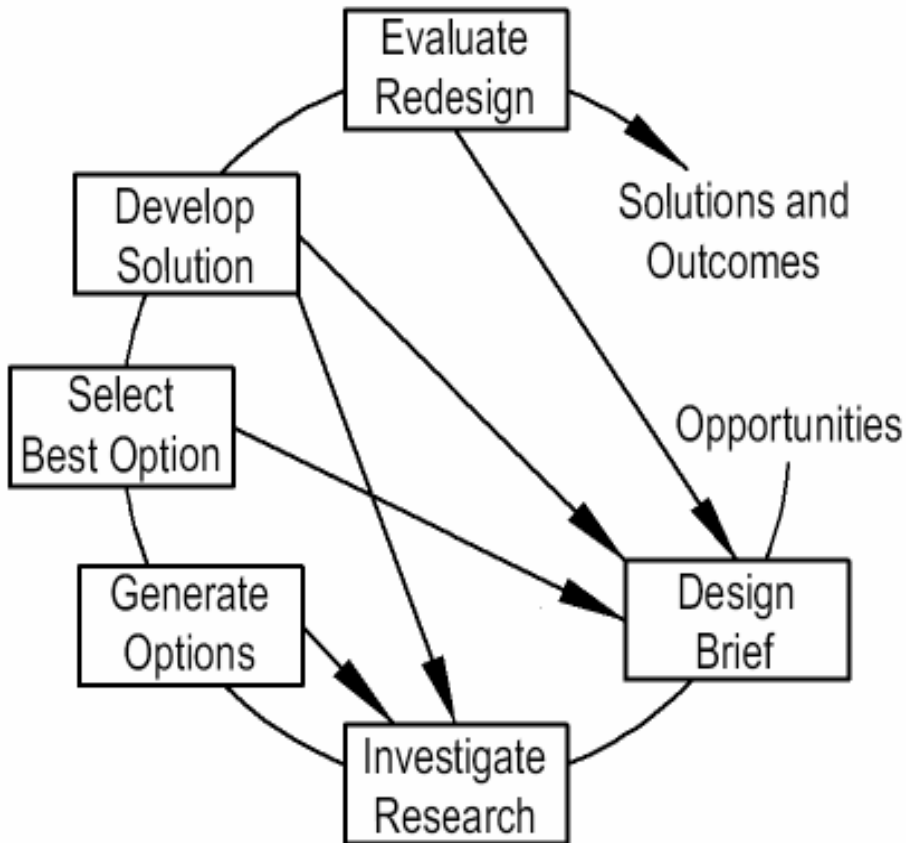 Evaluate
Redesign
Solutions and
Outcomes
Develop
Solution
Select
Best Option
Opportunities
Generate
Options
Design
Brief
Investigate
Research